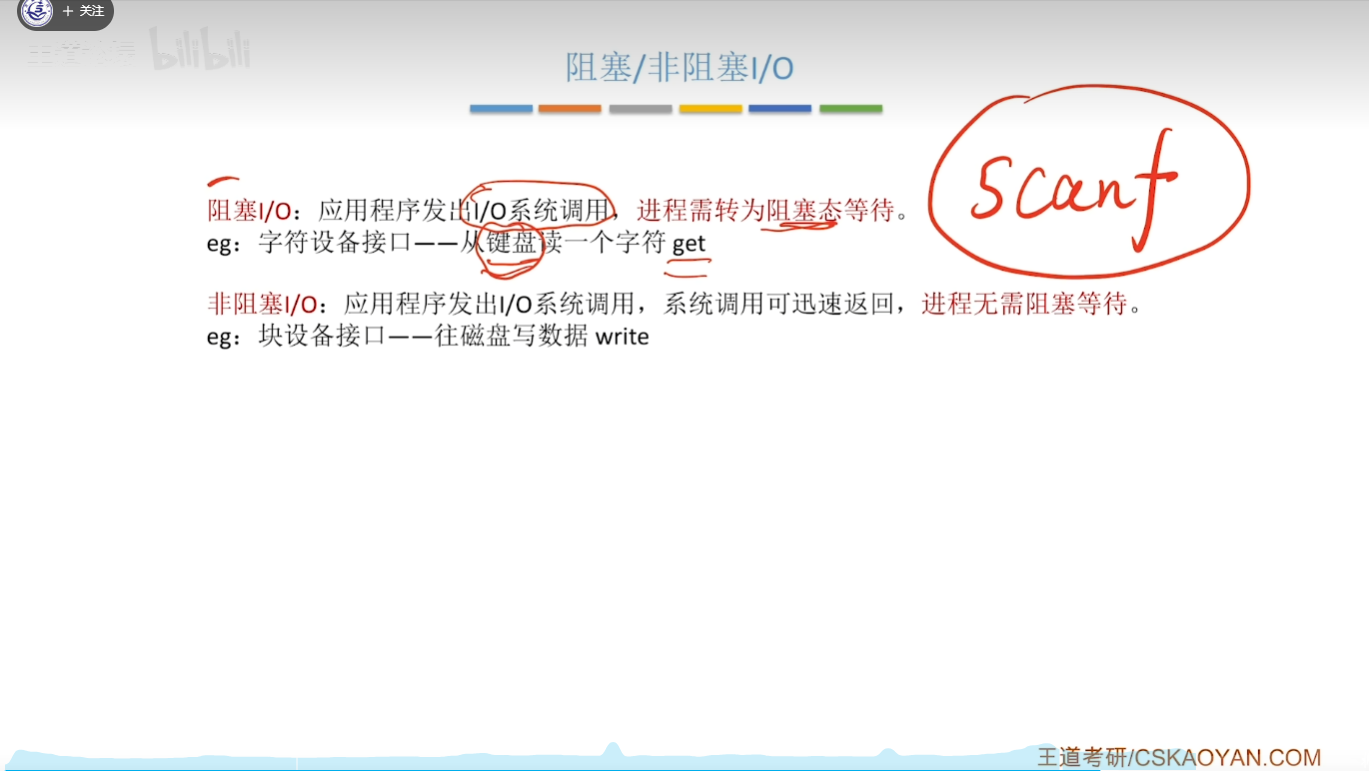 + 关注
bilibili
阻塞/非阻塞I/O
scanf
阻塞I/O：应用程序发出I/O系统调用，进程需转为阻塞态等待。
eg：字符设备接口——从键盘读一个字符 get
非阻塞I/O：应用程序发出I/O系统调用，系统调用可迅速返回，进程无需阻塞等待。
eg：块设备接口——往磁盘写数据 write
王道考研/CSKAOYAN.COM